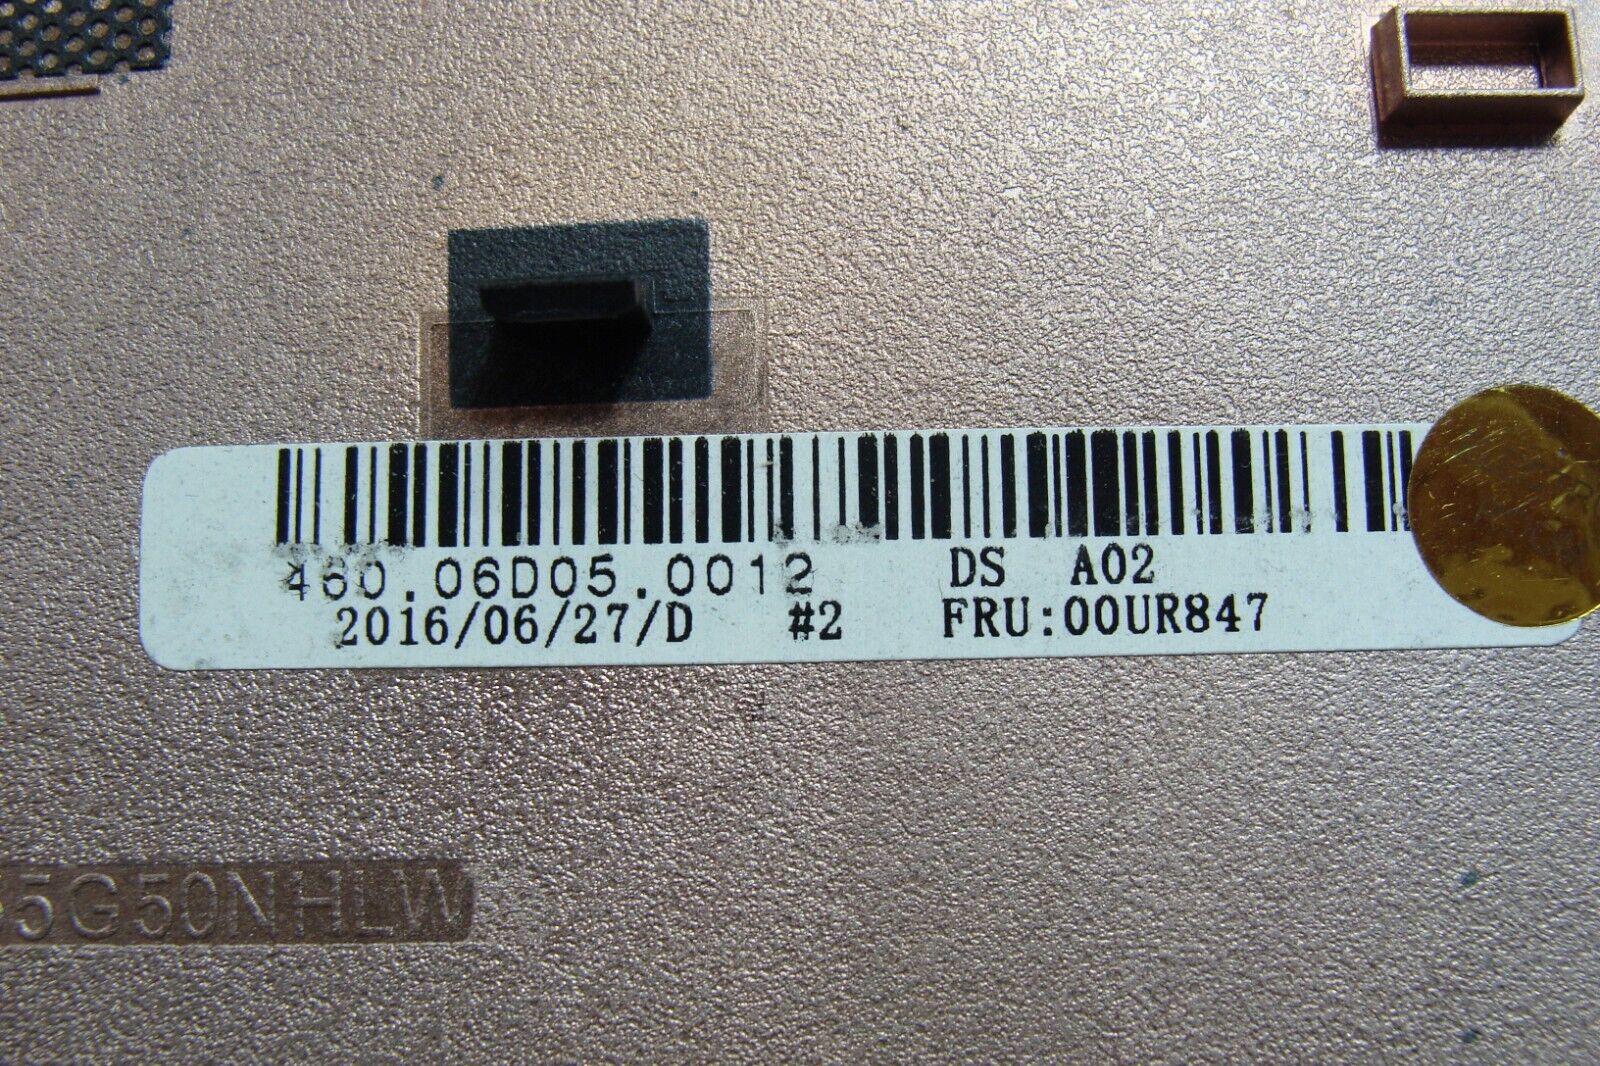 460.06D05.0012 DS A02
2016/06/27/D #2 FRU:00UR847
5G50NHLW